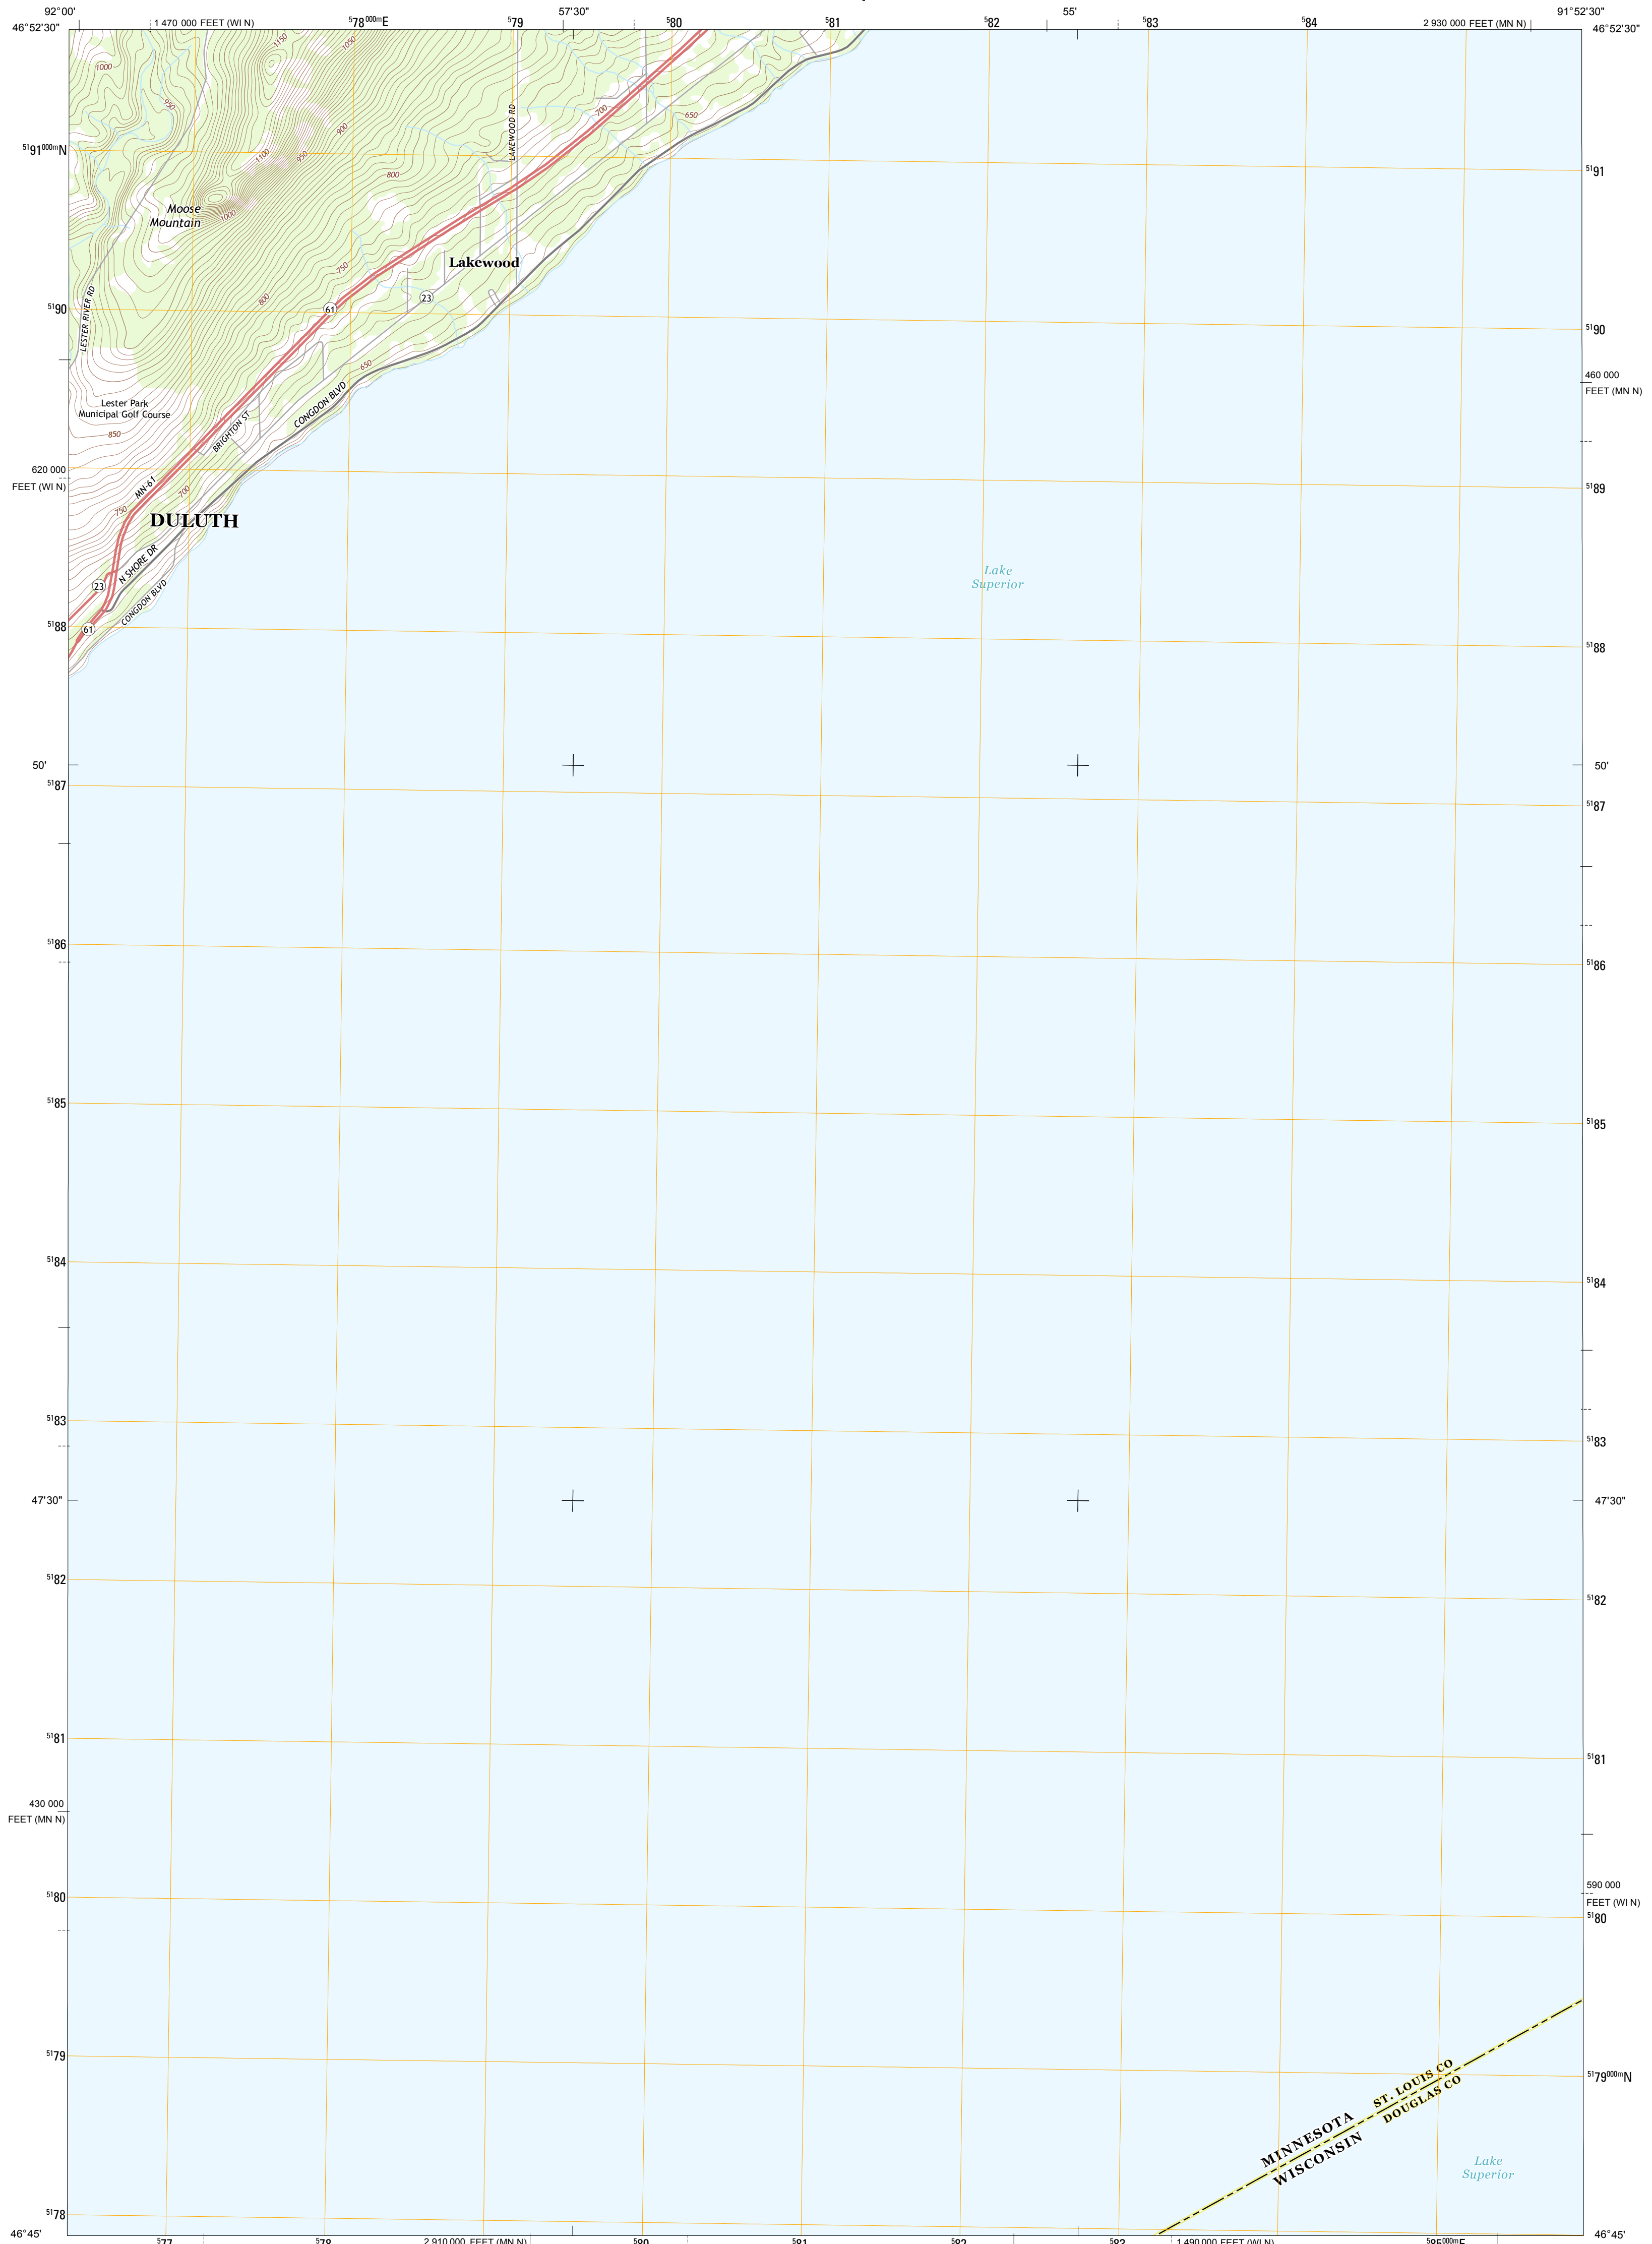 92°00'
1 470 000 FEET (WI N)
578 000mE
579
57'30"
580
581
582
55'
583
584
2 930 000 FEET (MN N)
91°52'30"
46°52'30"
46°52'30"
1150
1050
1000
950
900
1100
950
800
1000
700
650
LAKEWOOD RD
5191 000mN
5191
Moose
Mountain
Lakewood
750
800
61
23
5190
5190
LESTER RIVER RD
650
460 000
FEET (MN N)
Lester Park
Municipal Golf Course
850
BRIGHTON ST
CONGDON BLVD
620 000
FEET (WI N)
5189
MN-61
700
750
DULUTH
N SHORE DR
CONGDON BLVD
23
61
Lake
Superior
5188
5188
50'
50'
5187
5187
5186
5186
5185
5185
5184
5184
5183
5183
47'30"
47'30"
5182
5182
5181
5181
430 000
FEET (MN N)
590 000
FEET (WI N)
5180
5180
5179
5179 000mN
ST. LOUIS CO
DOUGLAS CO
MINNESOTA
WISCONSIN
Lake
Superior
5178
46°45'
46°45'
577
578
2 910 000 FEET (MN N)
580
581
582
583
1 490 000 FEET (WI N)
585 000mE